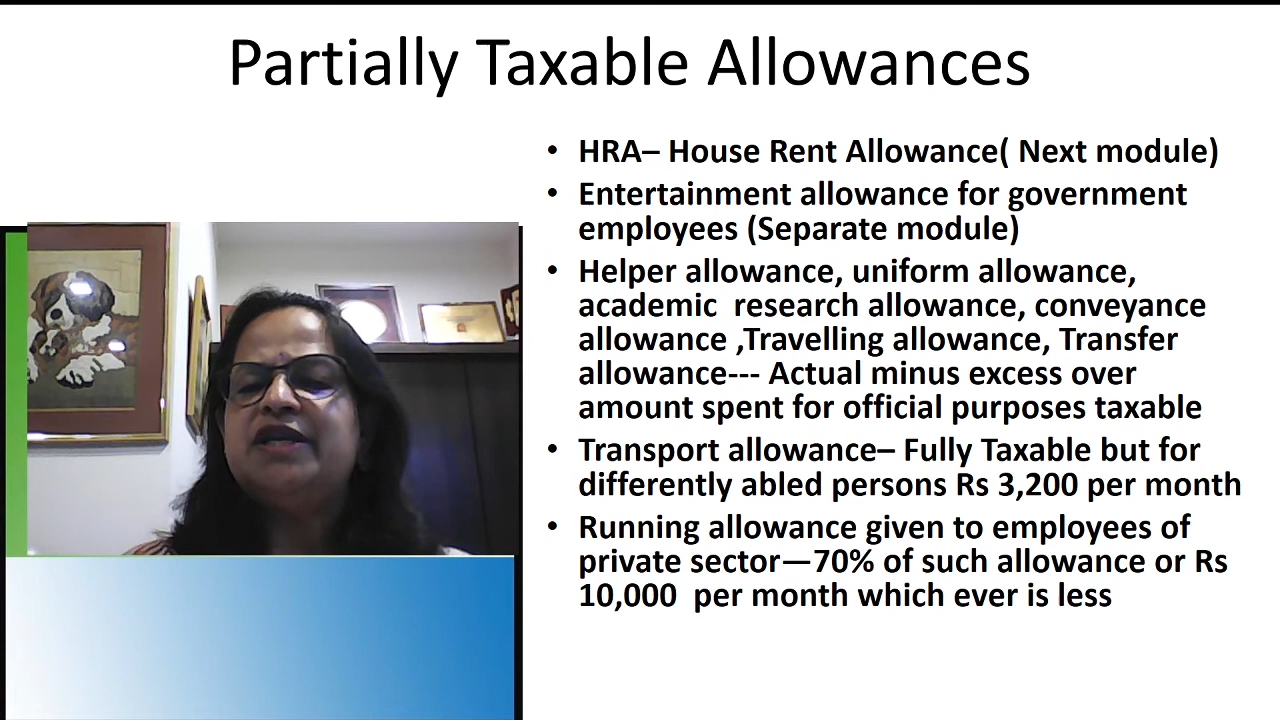 Partially Taxable Allowances
• HRA– House Rent Allowance( Next module)
• Entertainment allowance for government
employees (Separate module)
• Helper allowance, uniform allowance,
academic  research allowance, conveyance
allowance ,Travelling allowance, Transfer
allowance--- Actual minus excess over
amount spent for official purposes taxable
• Transport allowance– Fully Taxable but for
differently abled persons Rs 3,200 per month
• Running allowance given to employees of
private sector—70% of such allowance or Rs
10,000  per month which ever is less